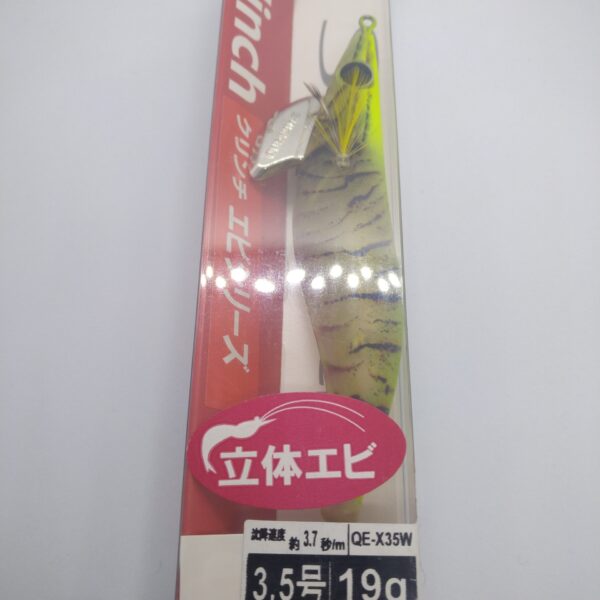 linch
クリンチ エビシリーズ
立体エビ
沈降速度
約 3.7 秒/m
QE-X35W
3.5号
19g